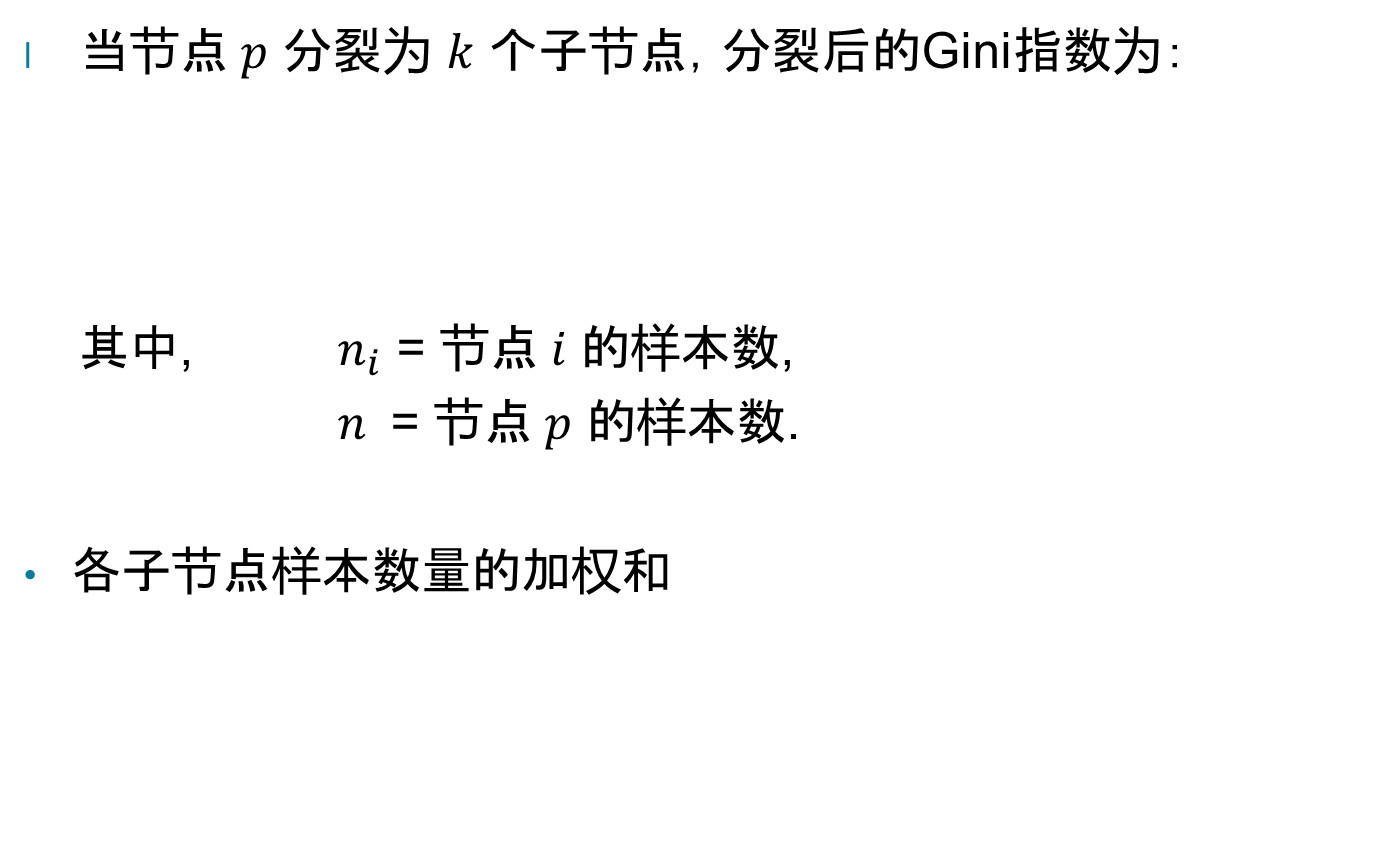 当节点 p 分裂为 k 个子节点, 分裂后的Gini指数为:
其中, nᵢ = 节点 i 的样本数,
n = 节点 p 的样本数.
• 各子节点样本数量的加权和